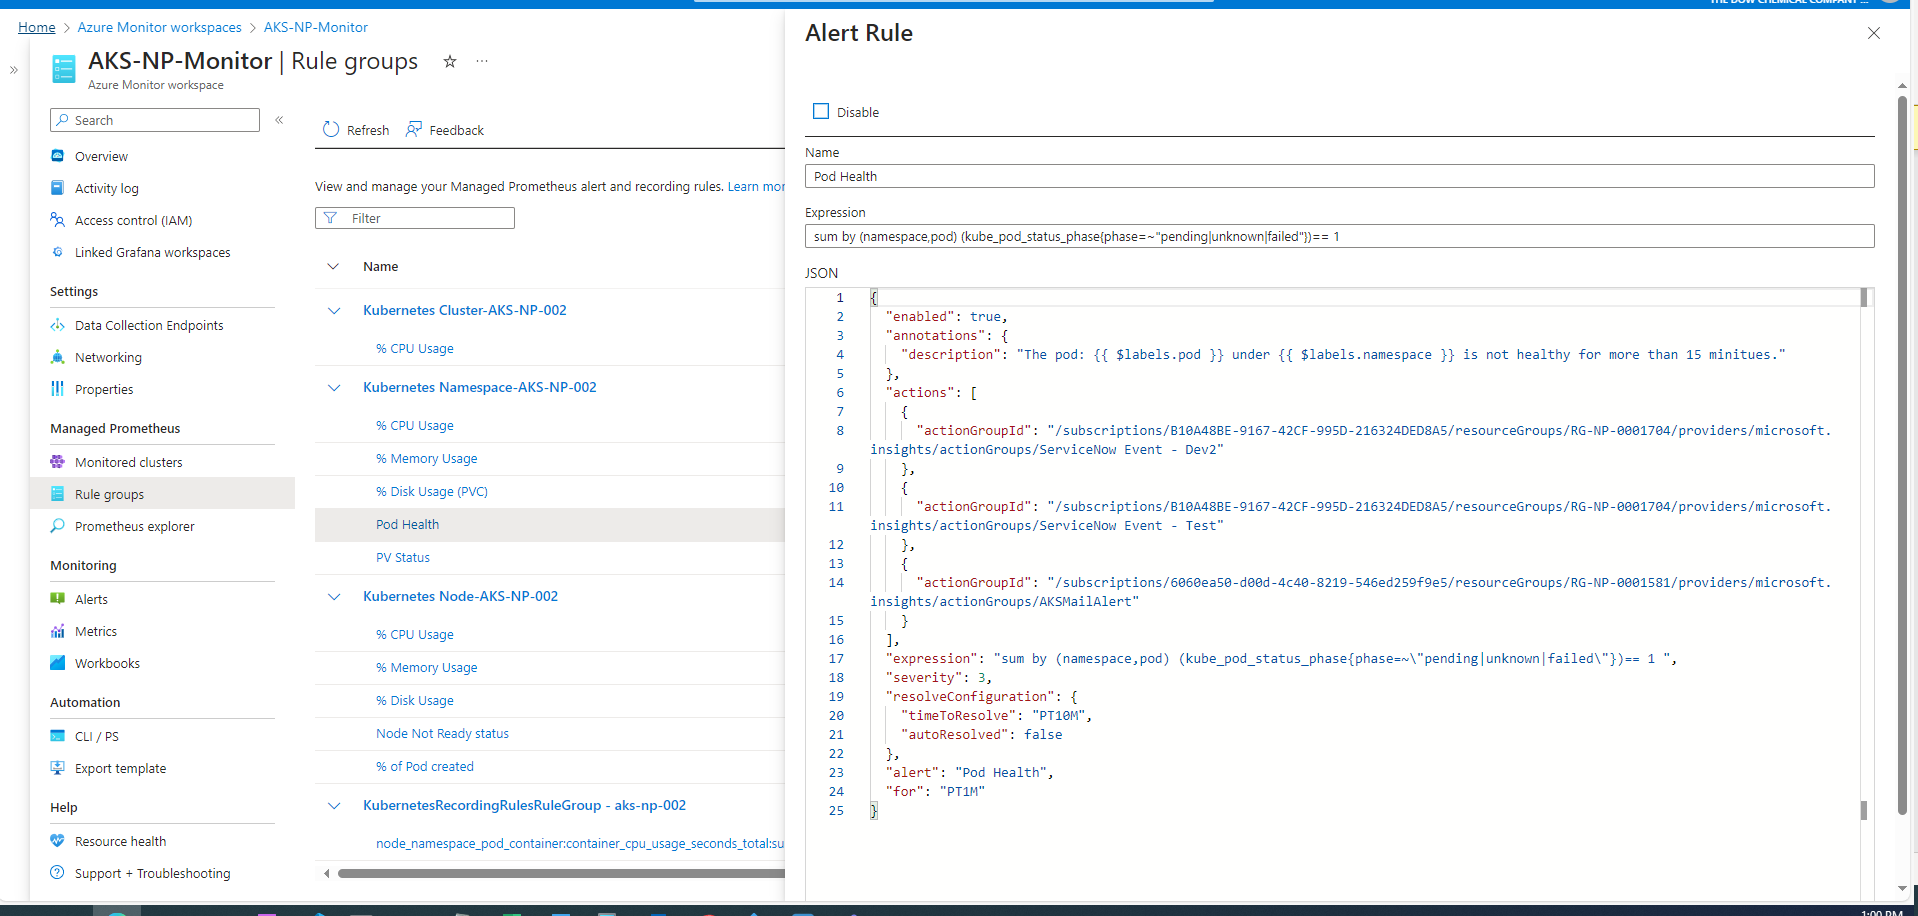 THE DOW CHEMICAL COMPANY ...
Home > Azure Monitor workspaces > AKS-NP-Monitor
AKS-NP-Monitor | Rule groups
Azure Monitor workspace
Search
Overview
Activity log
Access control (IAM)
Linked Grafana workspaces
Settings
Data Collection Endpoints
Networking
Properties
Managed Prometheus
Monitored clusters
Rule groups
Prometheus explorer
Monitoring
Alerts
Metrics
Workbooks
Automation
CLI / PS
Export template
Help
Resource health
Support + Troubleshooting
Refresh
Feedback
View and manage your Managed Prometheus alert and recording rules. Learn mor
Filter
Name
Kubernetes Cluster-AKS-NP-002
% CPU Usage
Kubernetes Namespace-AKS-NP-002
% CPU Usage
% Memory Usage
% Disk Usage (PVC)
Pod Health
PV Status
Kubernetes Node-AKS-NP-002
% CPU Usage
% Memory Usage
% Disk Usage
Node Not Ready status
% of Pod created
KubernetesRecordingRulesRuleGroup - aks-np-002
node_namespace_pod_container:container_cpu_usage_seconds_total:su
Alert Rule
Disable
Name
Pod Health
Expression
sum by (namespace,pod) (kube_pod_status_phase{phase=~"pending|unknown|failed"})== 1
JSON
1 {
2 "enabled": true,
3 "annotations": {
4 "description": "The pod: {{ $labels.pod }} under {{ $labels.namespace }} is not healthy for more than 15 minitues."
5 },
6 "actions": [
7 {
8 "actionGroupId": "/subscriptions/B10A48BE-9167-42CF-995D-216324DED8A5/resourceGroups/RG-NP-0001704/providers/microsoft.
insights/actionGroups/ServiceNow Event - Dev2"
9 },
10 {
11 "actionGroupId": "/subscriptions/B10A48BE-9167-42CF-995D-216324DED8A5/resourceGroups/RG-NP-0001704/providers/microsoft.
insights/actionGroups/ServiceNow Event - Test"
12 },
13 {
14 "actionGroupId": "/subscriptions/6060ea50-d00d-4c40-8219-546ed259f9e5/resourceGroups/RG-NP-0001581/providers/microsoft.
insights/actionGroups/AKSMailAlert"
15 }
16 ],
17 "expression": "sum by (namespace,pod) (kube_pod_status_phase{phase=~\"pending|unknown|failed\"})== 1 ",
18 "severity": 3,
19 "resolveConfiguration": {
20 "timeToResolve": "PT10M",
21 "autoResolved": false
22 },
23 "alert": "Pod Health",
24 "for": "PT1M"
25 }
1:00 PM